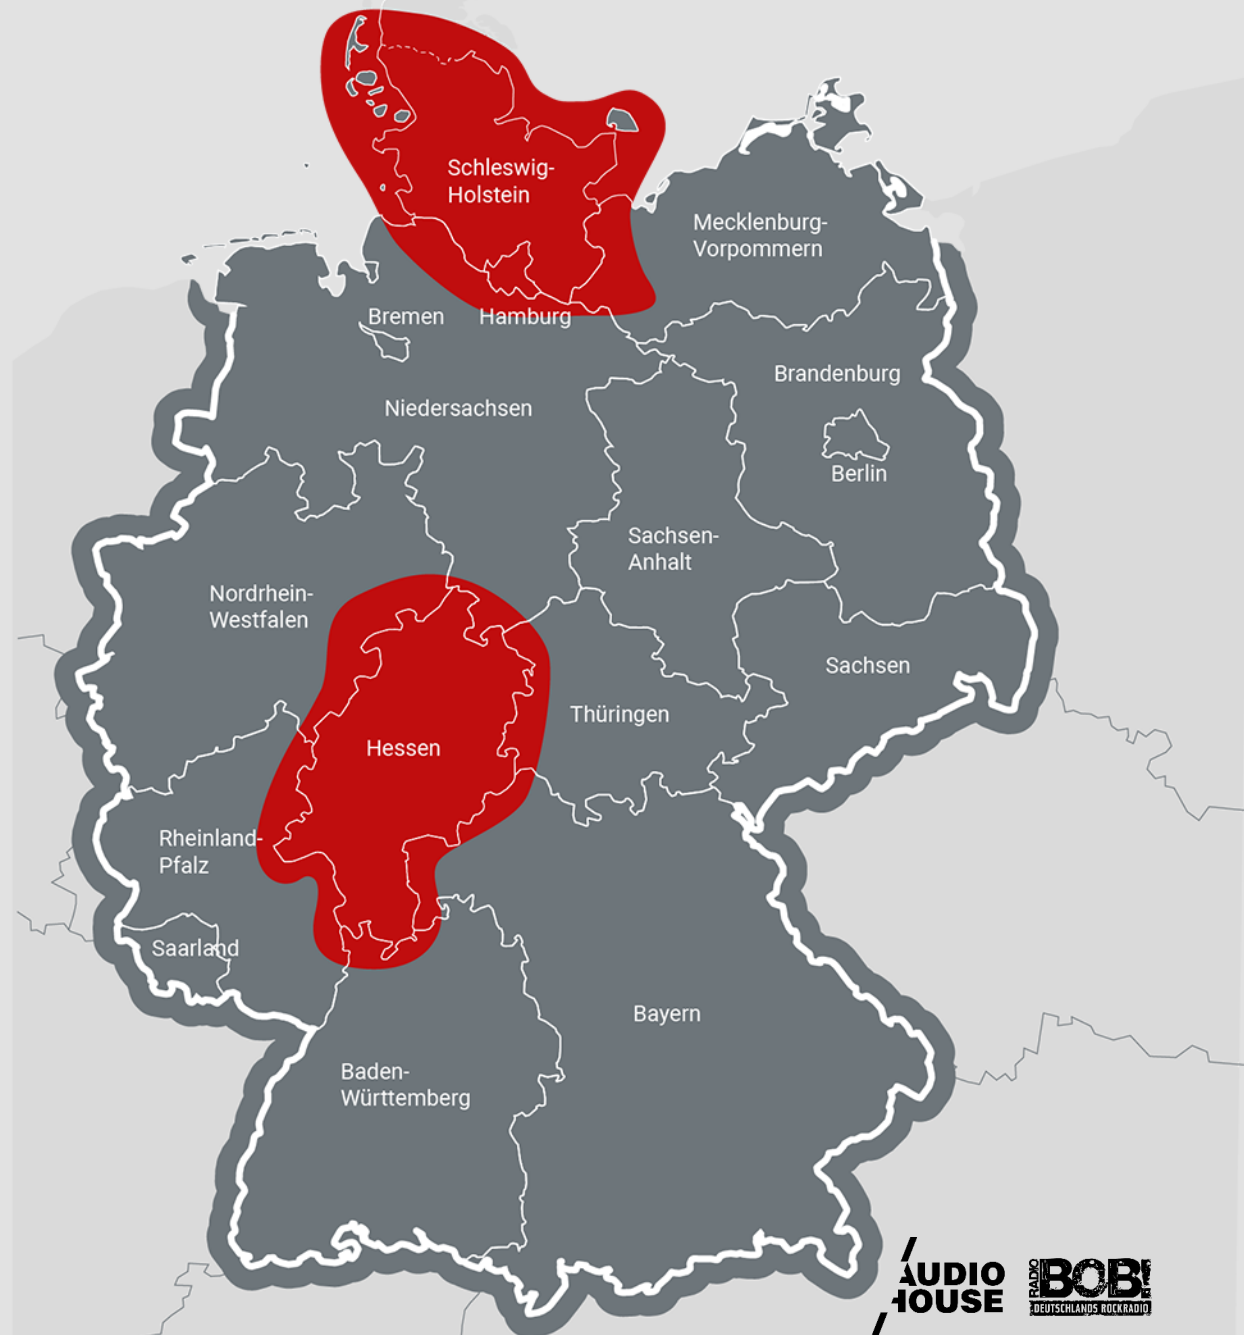 Schleswig-
Holstein
Mecklenburg-
Vorpommern
Bremen
Hamburg
Brandenburg
Niedersachsen
Berlin
Sachsen-
Anhalt
Nordrhein-
Westfalen
Sachsen
Thüringen
Hessen
Rheinland-
Pfalz
Saarland
Bayern
Baden-
Württemberg
AUDIO
HOUSE
RADIO
BOB!
DEUTSCHLANDS ROCKRADIO